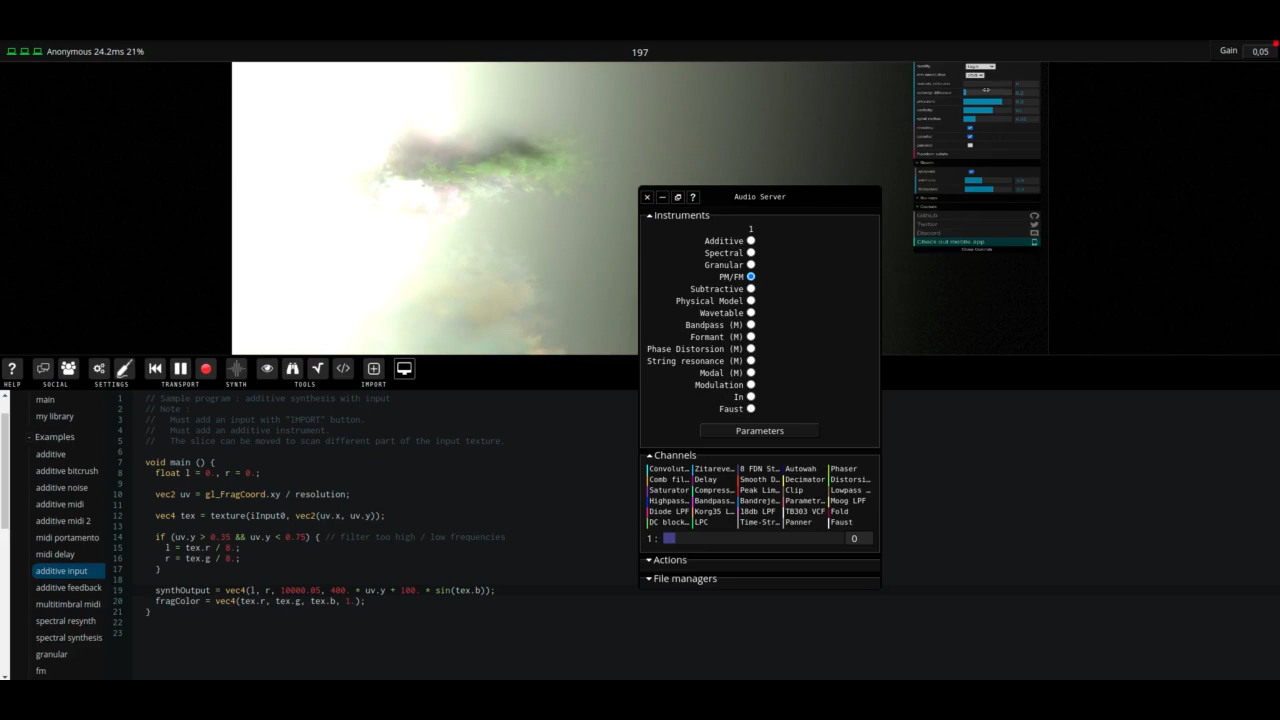 Anonymous 24.2ms 21%
197
Gain 0,05
Github
Twitter
Discord
Check out mobile app
Close Controls
Audio Server
Instruments
1
Additive
Spectral
Granular
PM/FM
Subtractive
Physical Model
Wavetable
Bandpass (M)
Formant (M)
Phase Distorsion (M)
String resonance (M)
Modal (M)
Modulation
In
Faust
Parameters
Channels
Convolut… Zitareve… 8 FDN St… Autowah Phaser
Comb fil… Delay Smooth D… Decimator Distorsi…
Saturator Compress… Peak Lim… Clip Lowpass …
Highpass… Bandpass… Bandreje… Parametr… Moog LPF
Diode LPF Korg35 L… 18db LPF TB303 VCF Fold
DC block… LPC Time-Str… Panner Faust
1 : 0
Actions
File managers
HELP SOCIAL SETTINGS TRANSPORT SYNTH TOOLS IMPORT
main
my library
- Examples
additive
additive bitcrush
additive noise
additive midi
additive midi 2
midi portamento
midi delay
additive input
additive feedback
multitimbral midi
spectral resynth
spectral synthesis
granular
fm
1 // Sample program : additive synthesis with input
2 // Note :
3 //   Must add an input with "IMPORT" button.
4 //   Must add an additive instrument.
5 //   The slice can be moved to scan different part of the input texture.
6
7 void main () {
8   float l = 0., r = 0.;
9
10   vec2 uv = gl_FragCoord.xy / resolution;
11
12   vec4 tex = texture(iInput0, vec2(uv.x, uv.y));
13
14   if (uv.y > 0.35 && uv.y < 0.75) { // filter too high / low frequencies
15     l = tex.r / 8.;
16     r = tex.g / 8.;
17   }
18
19   synthOutput = vec4(l, r, 10000.05, 400. * uv.y + 100. * sin(tex.b));
20   fragColor = vec4(tex.r, tex.g, tex.b, 1.);
21 }
22
23